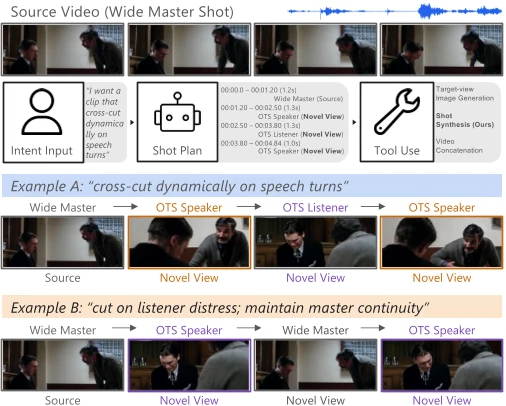 Source Video (Wide Master Shot)
"I want a
clip that
cross-cut
dynamica
lly on
speech
turns"
Intent Input
00:00.0 – 00:01.20 (1.2s)
Wide Master (Source)
00:01.20 – 00:02.50 (1.3s)
OTS Speaker (Novel View)
00:02.50 – 00:03.80 (1.3s)
OTS Listener (Novel View)
00:03.80 – 00:04.84 (1.0s)
OTS Speaker (Novel View)
Shot Plan
Target-view
Image Generation
Shot
Synthesis (Ours)
Video
Concatenation
Tool Use
Example A: "cross-cut dynamically on speech turns"
Wide Master OTS Speaker OTS Listener OTS Speaker
Source Novel View Novel View Novel View
Example B: "cut on listener distress; maintain master continuity"
Wide Master OTS Speaker Wide Master OTS Speaker
Source Novel View Novel View Novel View